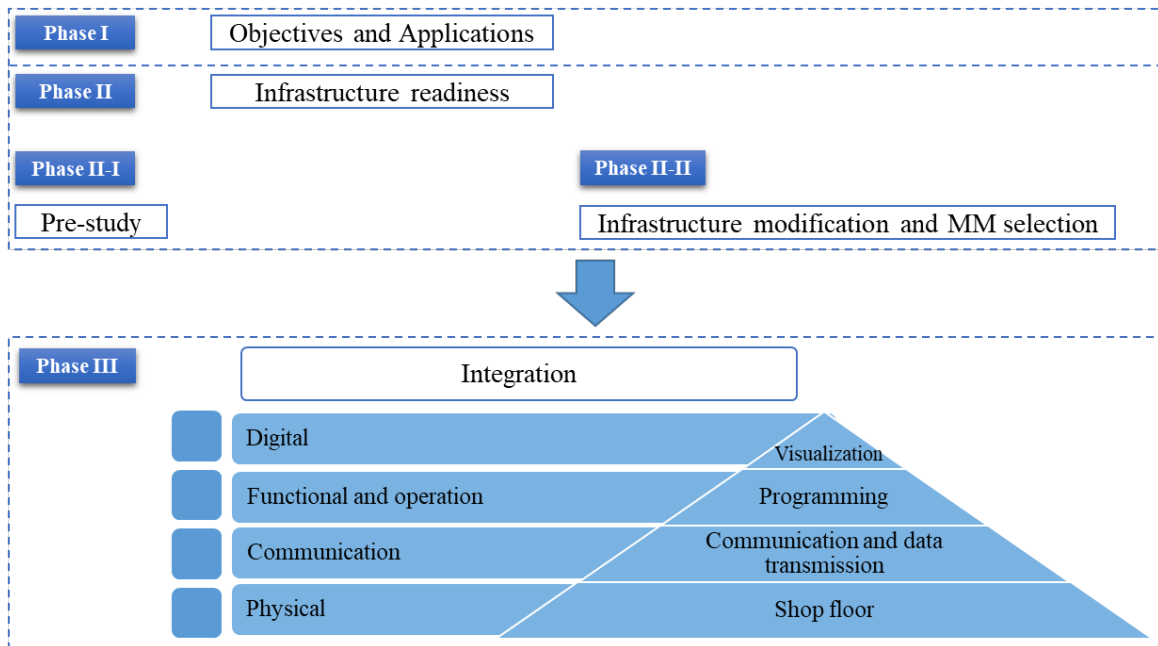 Phase I
Objectives and Applications
Phase II
Infrastructure readiness
Phase II-I
Phase II-II
Pre-study
Infrastructure modification and MM selection
Phase III
Integration
Digital
Visualization
Functional and operation
Programming
Communication
Communication and data
transmission
Physical
Shop floor